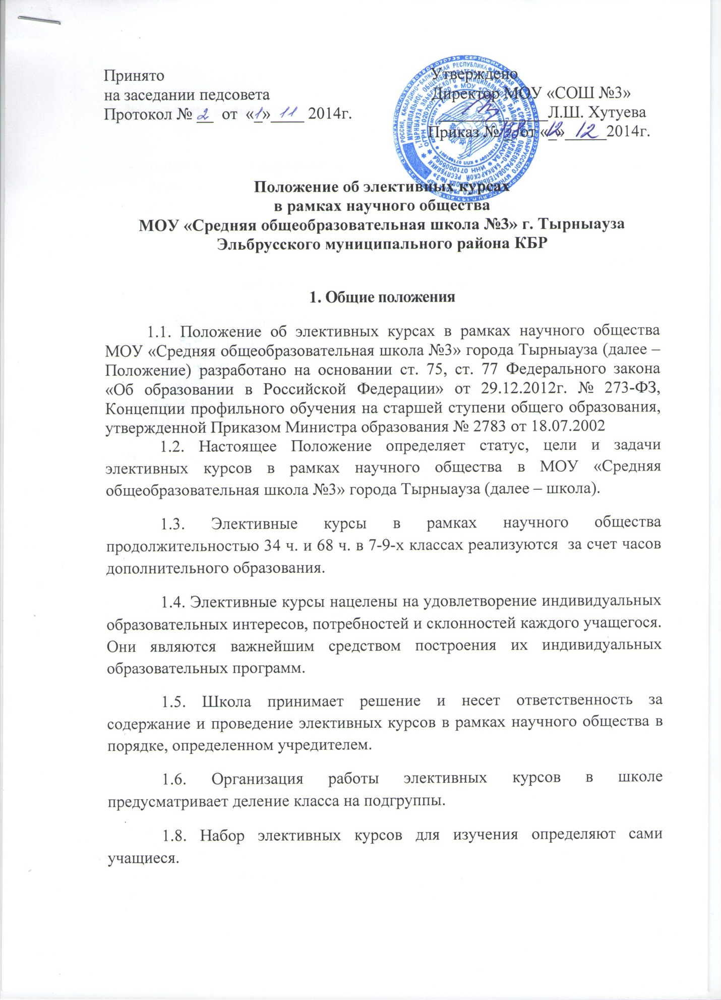 Принято
на заседании педсовета
Протокол № 2 от «1» 11 2014г.
Утверждено
Директор МОУ «СОШ №3»
Л.Ш. Хутуева
Приказ № от «12» 12 2014г.
Положение об элективных курсах
в рамках научного общества
МОУ «Средняя общеобразовательная школа №3» г. Тырныауза
Эльбрусского муниципального района КБР
1. Общие положения
1.1. Положение об элективных курсах в рамках научного общества
МОУ «Средняя общеобразовательная школа №3» города Тырныауза (далее –
Положение) разработано на основании ст. 75, ст. 77 Федерального закона
«Об образовании в Российской Федерации» от 29.12.2012г. № 273-ФЗ,
Концепции профильного обучения на старшей ступени общего образования,
утвержденной Приказом Министра образования № 2783 от 18.07.2002
1.2. Настоящее Положение определяет статус, цели и задачи
элективных курсов в рамках научного общества в МОУ «Средняя
общеобразовательная школа №3» города Тырныауза (далее – школа).
1.3. Элективные курсы в рамках научного общества
продолжительностью 34 ч. и 68 ч. в 7-9-х классах реализуются за счет часов
дополнительного образования.
1.4. Элективные курсы нацелены на удовлетворение индивидуальных
образовательных интересов, потребностей и склонностей каждого учащегося.
Они являются важнейшим средством построения их индивидуальных
образовательных программ.
1.5. Школа принимает решение и несет ответственность за
содержание и проведение элективных курсов в рамках научного общества в
порядке, определенном учредителем.
1.6. Организация работы элективных курсов в школе
предусматривает деление класса на подгруппы.
1.8. Набор элективных курсов для изучения определяют сами
учащиеся.